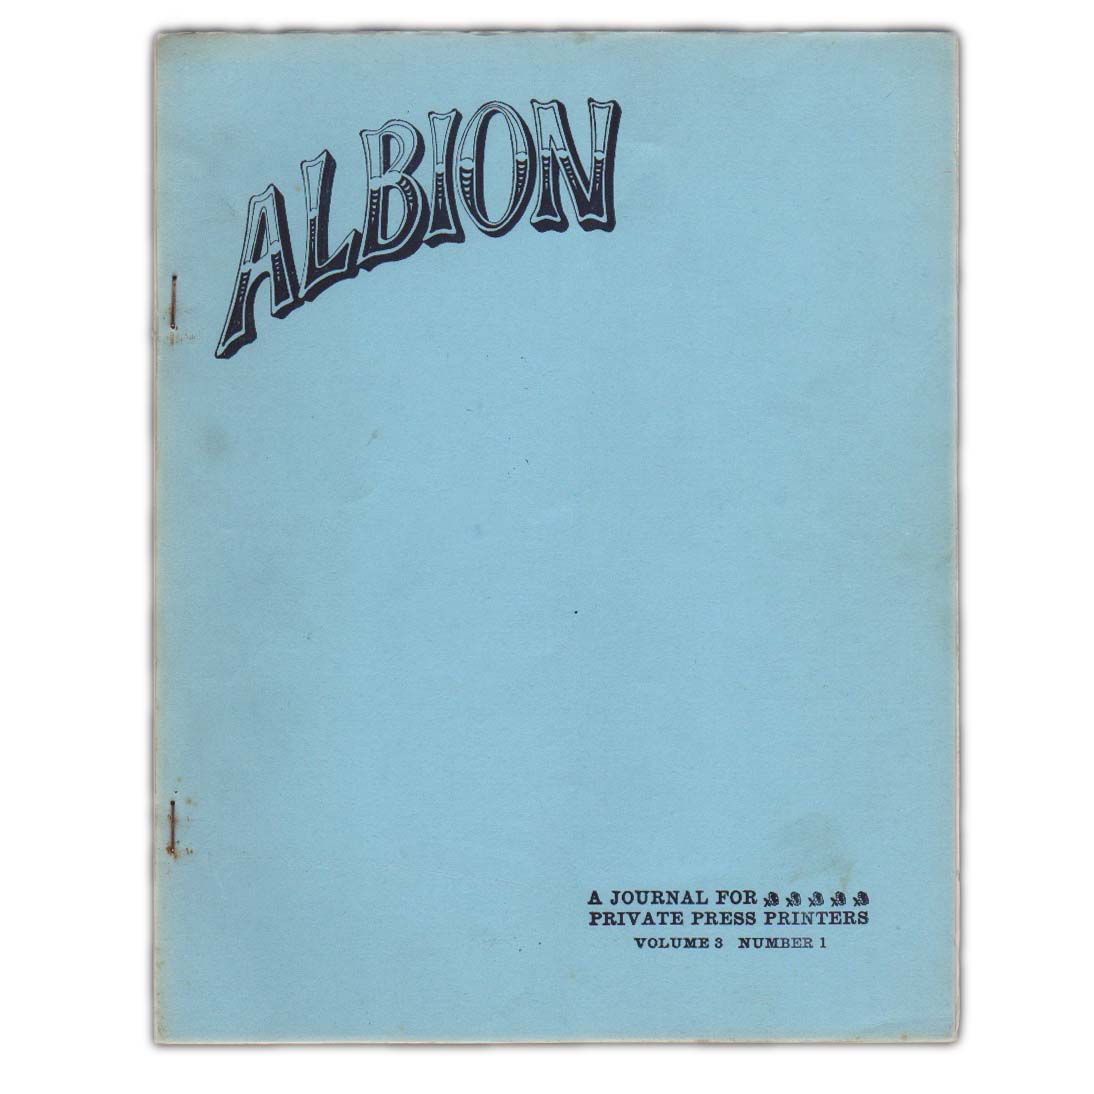 ALBION
A JOURNAL FOR
PRIVATE PRESS PRINTERS
VOLUME 3 NUMBER 1